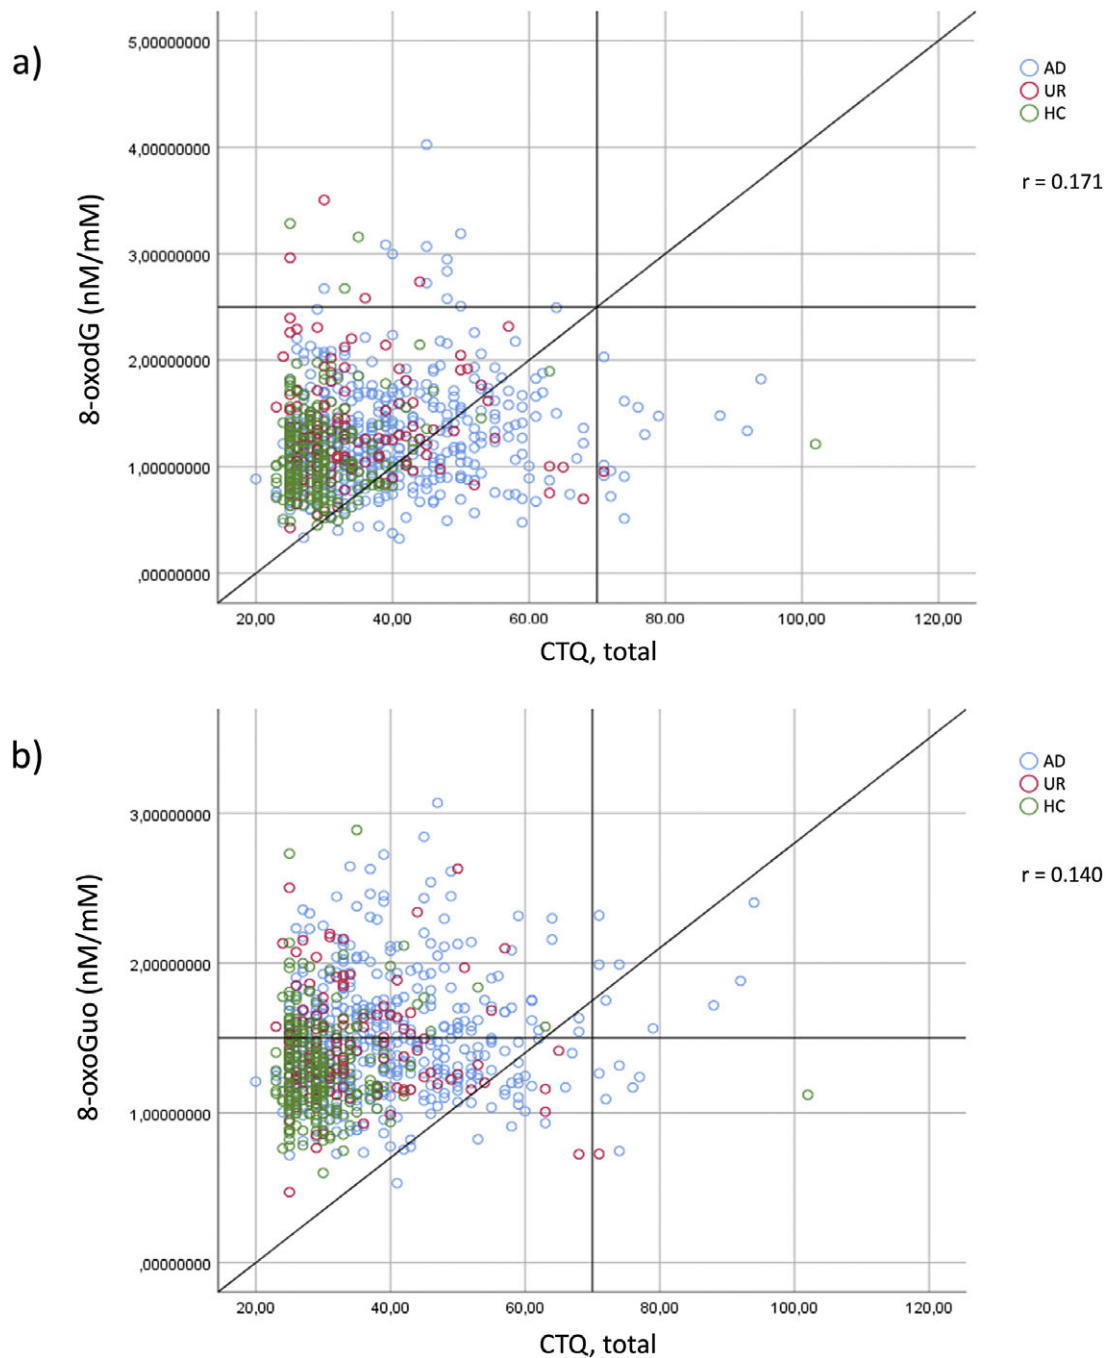 a)
5,00000000
4,00000000
3,00000000
2,00000000
1,00000000
,00000000
8-oxodG (nM/mM)
20,00 40,00 60.00 80.00 100,00 120,00
CTQ, total
AD
UR
HC
r = 0.171
b)
3,00000000
2,00000000
1,00000000
,00000000
8-oxoGuo (nM/mM)
20,00 40,00 60,00 80,00 100,00 120,00
CTQ, total
AD
UR
HC
r = 0.140